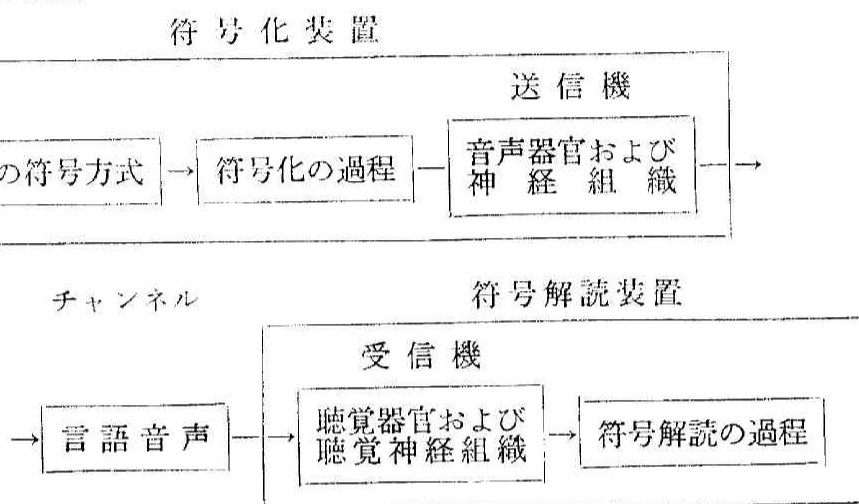 符号化装置
送信機
の符号方式
符号化の過程
音声器官および
神経組織
チャンネル
符号解読装置
受信機
言語音声
聴覚器官および
聴覚神経組織
符号解読の過程